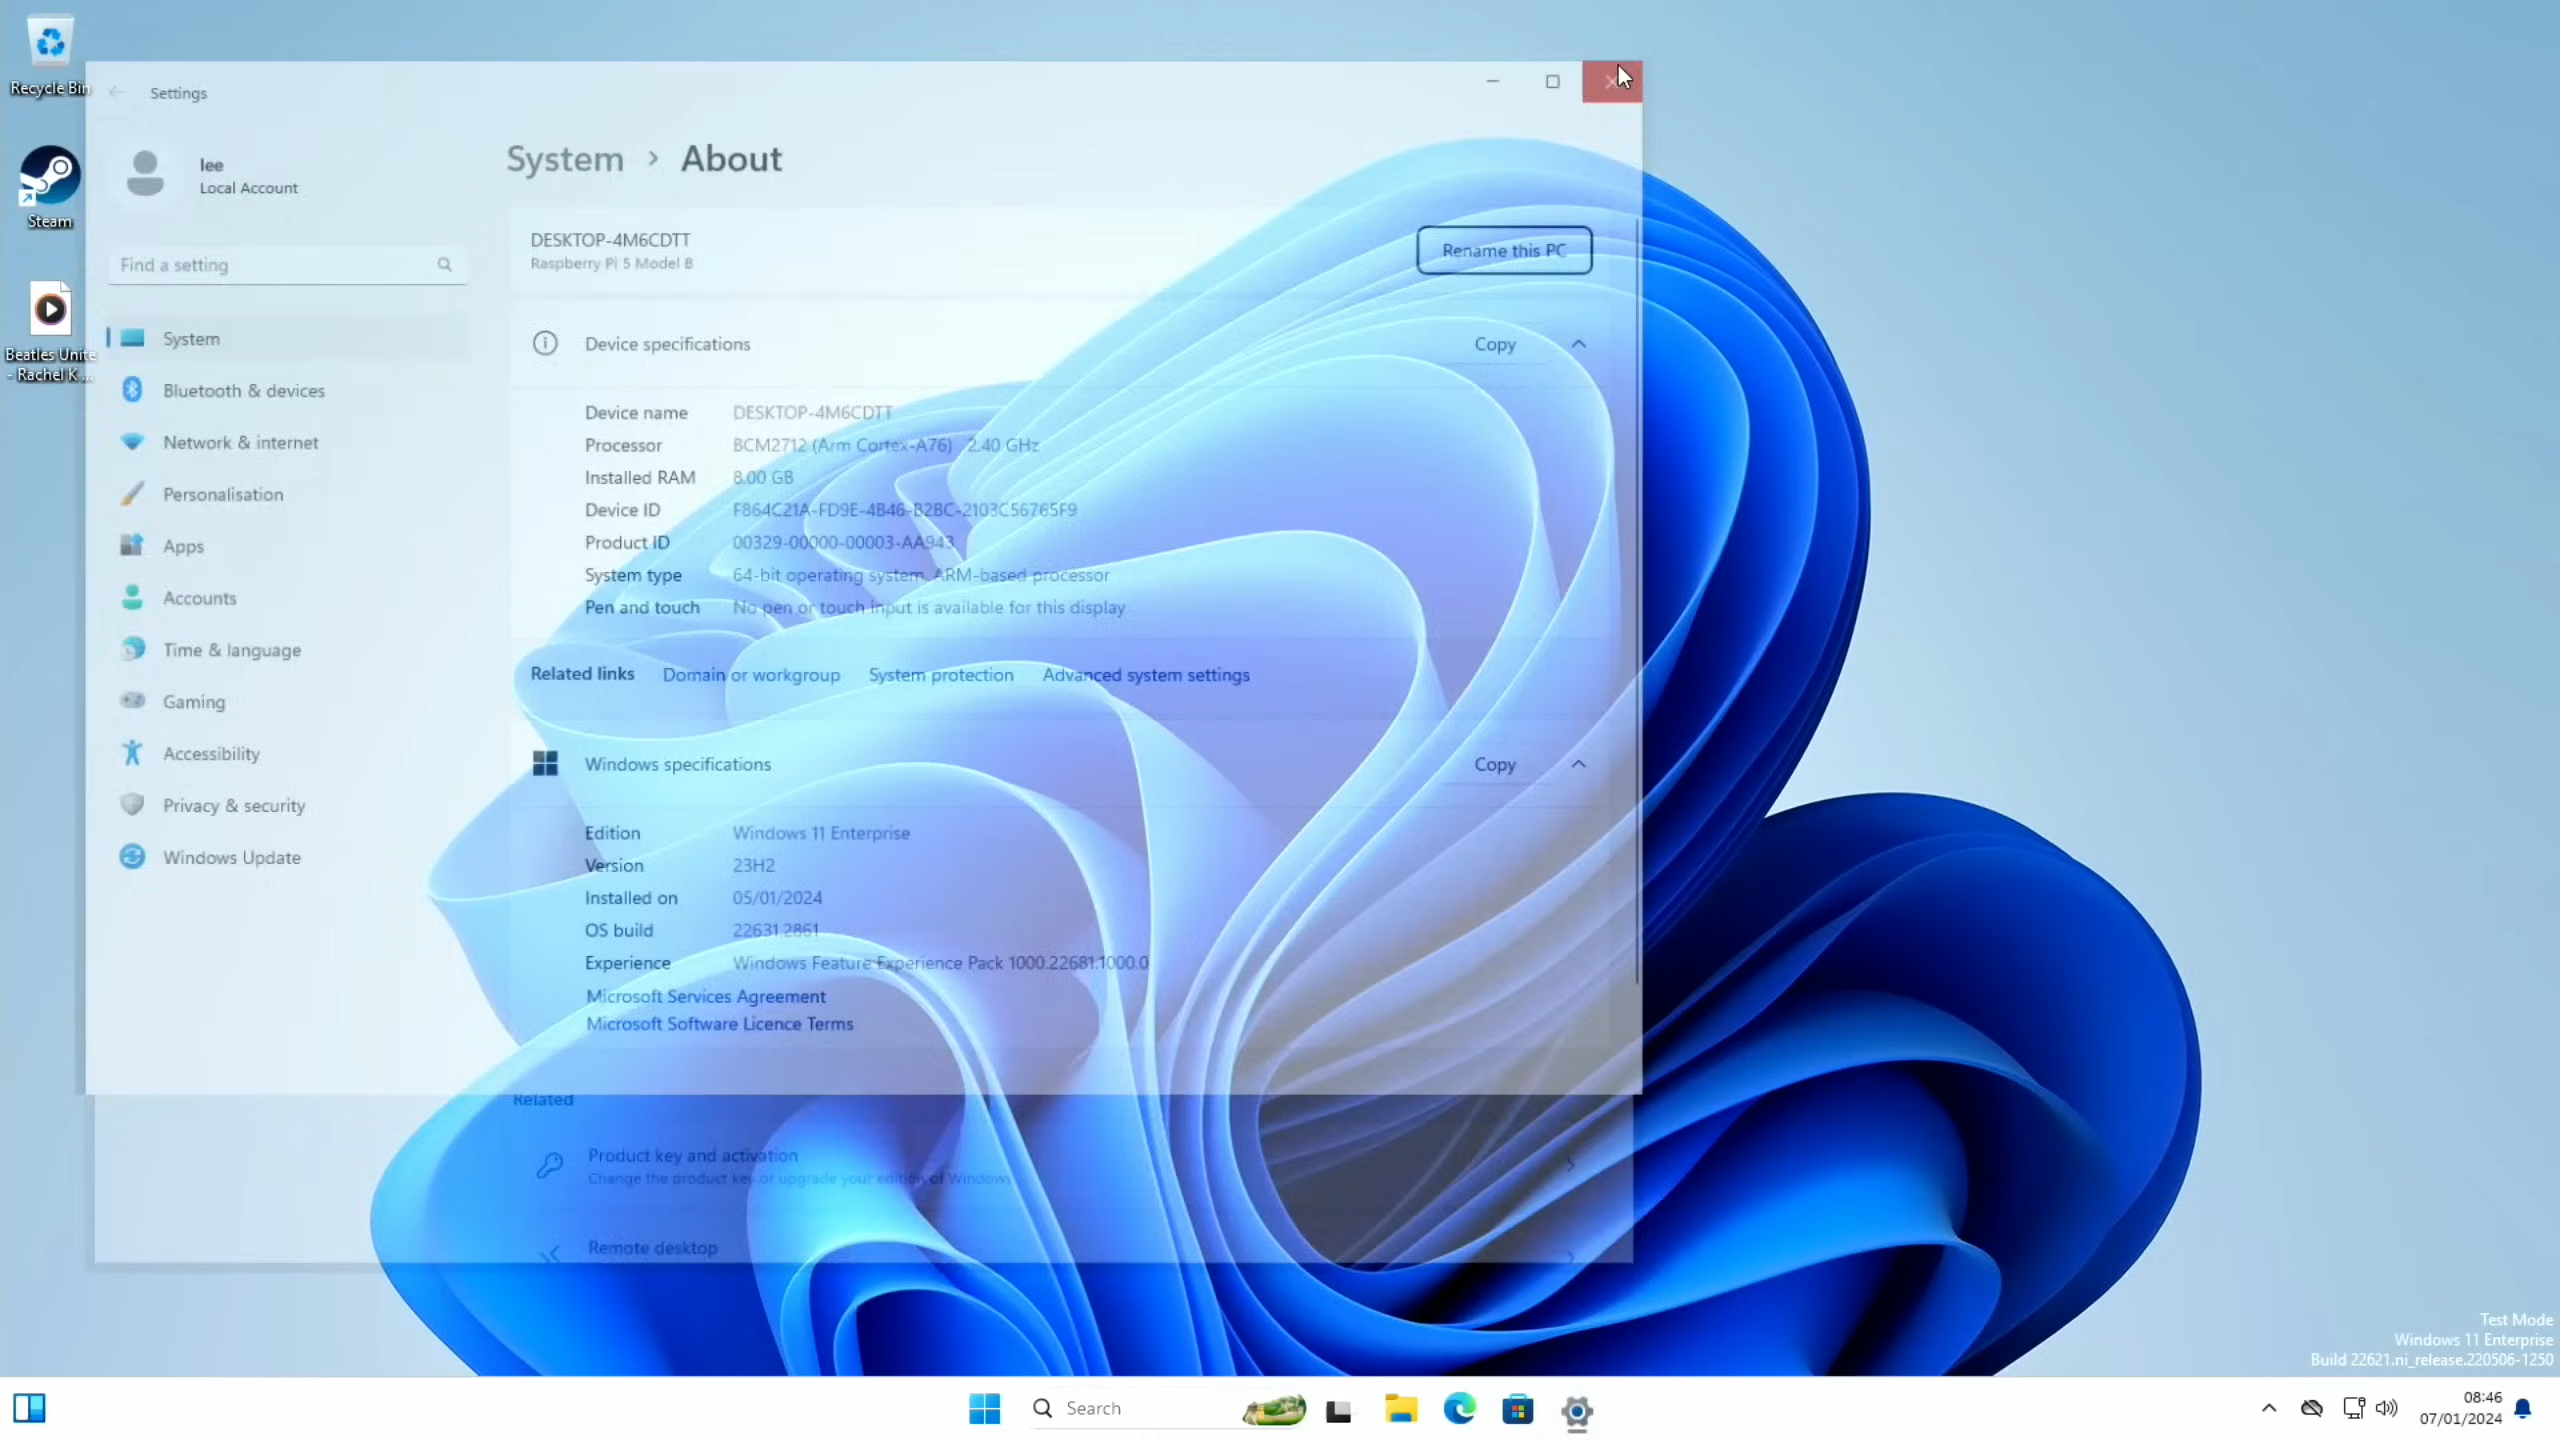 Recycle Bin
Steam
Beatles Unite
- Rachel K ...
Settings
lee
Local Account
Find a setting
System
Bluetooth & devices
Network & internet
Personalisation
Apps
Accounts
Time & language
Gaming
Accessibility
Privacy & security
Windows Update
System > About
DESKTOP-4M6CDTT
Raspberry Pi 5 Model B
Rename this PC
Device specifications
Copy
Device name DESKTOP-4M6CDTT
Processor BCM2712 (Arm Cortex-A76) 2.40 GHz
Installed RAM 8.00 GB
Device ID F864C21A-FD9E-4B46-B2BC-2103C56765F9
Product ID 00329-00000-00003-AA943
System type 64-bit operating system, ARM-based processor
Pen and touch No pen or touch input is available for this display
Related links Domain or workgroup System protection Advanced system settings
Windows specifications
Copy
Edition Windows 11 Enterprise
Version 23H2
Installed on 05/01/2024
OS build 22631.2861
Experience Windows Feature Experience Pack 1000.22681.1000.0
Microsoft Services Agreement
Microsoft Software Licence Terms
Related
Product key and activation
Change the product key or upgrade your edition of Windows
Remote desktop
Test Mode
Windows 11 Enterprise
Build 22621.ni_release.220506-1250
Search
08:46
07/01/2024